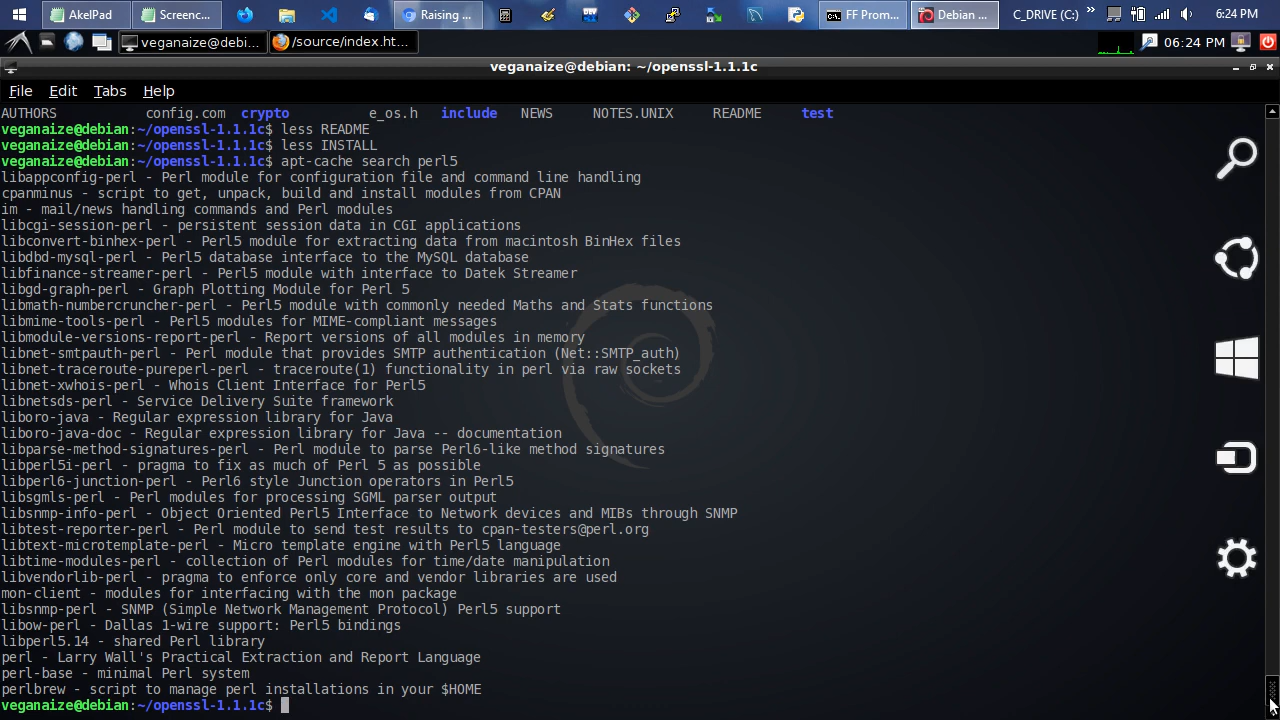 AkelPad
Screenc...
Raising ...
FF Prom...
Debian ...
C_DRIVE (C:)
6:24 PM
veganaize@debi...
/source/index.ht...
06:24 PM
veganaize@debian: ~/openssl-1.1.1c
File Edit Tabs Help
AUTHORS config.com crypto e_os.h include NEWS NOTES.UNIX README test
veganaize@debian:~/openssl-1.1.1c$ less README
veganaize@debian:~/openssl-1.1.1c$ less INSTALL
veganaize@debian:~/openssl-1.1.1c$ apt-cache search perl5
libappconfig-perl - Perl module for configuration file and command line handling
cpanminus - script to get, unpack, build and install modules from CPAN
im - mail/news handling commands and Perl modules
libcgi-session-perl - persistent session data in CGI applications
libconvert-binhex-perl - Perl5 module for extracting data from macintosh BinHex files
libdbd-mysql-perl - Perl5 database interface to the MySQL database
libfinance-streamer-perl - Perl5 module with interface to Datek Streamer
libgd-graph-perl - Graph Plotting Module for Perl 5
libmath-numbercruncher-perl - Perl5 module with commonly needed Maths and Stats functions
libmime-tools-perl - Perl5 modules for MIME-compliant messages
libmodule-versions-report-perl - Report versions of all modules in memory
libnet-smtpauth-perl - Perl module that provides SMTP authentication (Net::SMTP_auth)
libnet-traceroute-pureperl-perl - traceroute(1) functionality in perl via raw sockets
libnet-xwhois-perl - Whois Client Interface for Perl5
libnetsds-perl - Service Delivery Suite framework
liboro-java - Regular expression library for Java
liboro-java-doc - Regular expression library for Java -- documentation
libparse-method-signatures-perl - Perl module to parse Perl6-like method signatures
libperl5i-perl - pragma to fix as much of Perl 5 as possible
libperl6-junction-perl - Perl6 style Junction operators in Perl5
libsgmls-perl - Perl modules for processing SGML parser output
libsnmp-info-perl - Object Oriented Perl5 Interface to Network devices and MIBs through SNMP
libtest-reporter-perl - Perl module to send test results to cpan-testers@perl.org
libtext-microtemplate-perl - Micro template engine with Perl5 language
libtime-modules-perl - collection of Perl modules for time/date manipulation
libvendorlib-perl - pragma to enforce only core and vendor libraries are used
mon-client - modules for interfacing with the mon package
libsnmp-perl - SNMP (Simple Network Management Protocol) Perl5 support
libow-perl - Dallas 1-wire support: Perl5 bindings
libperl5.14 - shared Perl library
perl - Larry Wall's Practical Extraction and Report Language
perl-base - minimal Perl system
perlbrew - script to manage perl installations in your $HOME
veganaize@debian:~/openssl-1.1.1c$